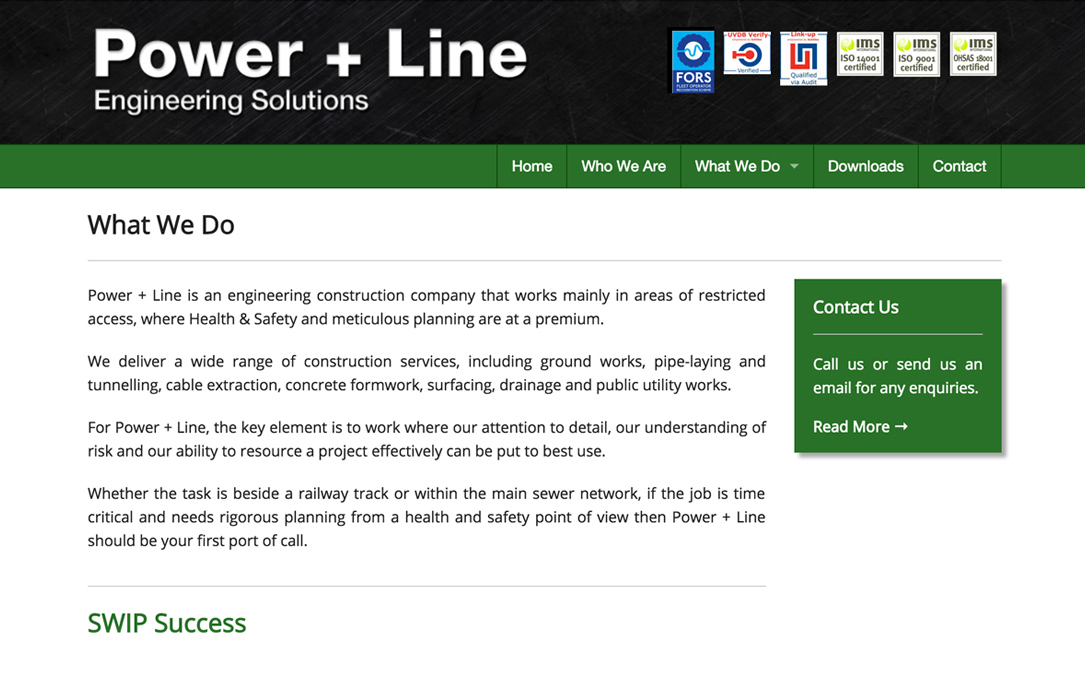 Power + Line
Engineering Solutions
FORS
FLEET OPERATOR
RECOGNITION SCHEME
UVDB Verify
Verified
Link-up
Qualified
via Audit
ims
ISO 14001
certified
ims
ISO 9001
certified
ims
OHSAS 18001
certified
Home
Who We Are
What We Do
Downloads
Contact
What We Do
Power + Line is an engineering construction company that works mainly in areas of restricted
access, where Health & Safety and meticulous planning are at a premium.
We deliver a wide range of construction services, including ground works, pipe-laying and
tunnelling, cable extraction, concrete formwork, surfacing, drainage and public utility works.
For Power + Line, the key element is to work where our attention to detail, our understanding of
risk and our ability to resource a project effectively can be put to best use.
Whether the task is beside a railway track or within the main sewer network, if the job is time
critical and needs rigorous planning from a health and safety point of view then Power + Line
should be your first port of call.
Contact Us
Call us or send us an
email for any enquiries.
Read More →
SWIP Success